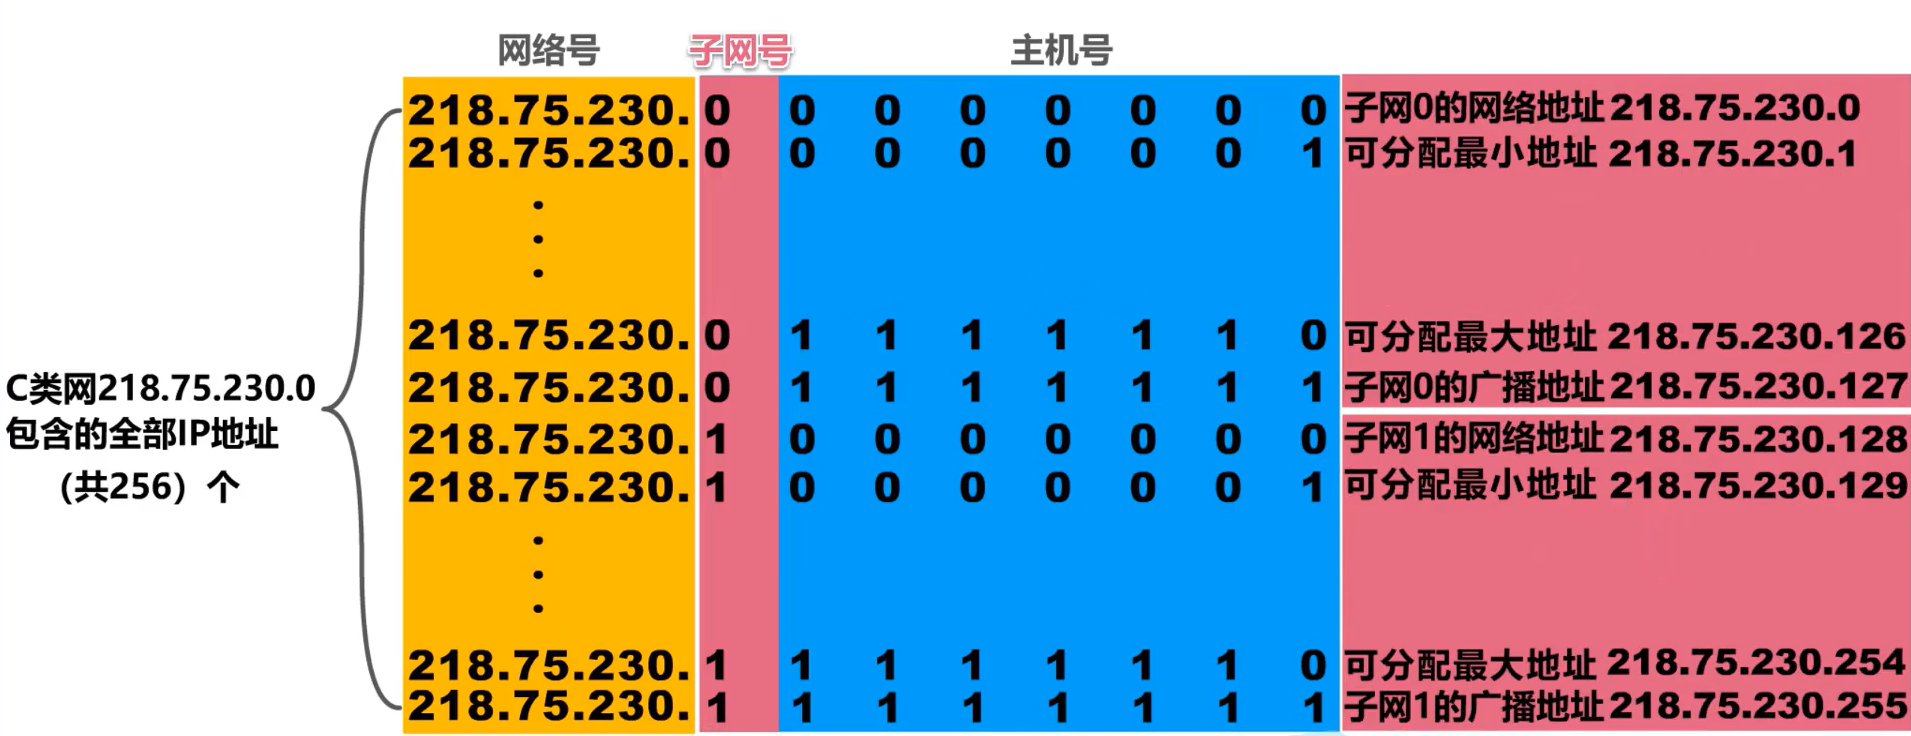 网络号 子网号 主机号
218.75.230. 0 0 0 0 0 0 0 0 子网0的网络地址 218.75.230.0
218.75.230. 0 0 0 0 0 0 0 1 可分配最小地址 218.75.230.1
218.75.230. 0 1 1 1 1 1 1 0 可分配最大地址 218.75.230.126
218.75.230. 0 1 1 1 1 1 1 1 子网0的广播地址 218.75.230.127
C类网218.75.230.0
包含的全部IP地址
（共256）个
218.75.230. 1 0 0 0 0 0 0 0 子网1的网络地址 218.75.230.128
218.75.230. 1 0 0 0 0 0 0 1 可分配最小地址 218.75.230.129
218.75.230. 1 1 1 1 1 1 1 0 可分配最大地址 218.75.230.254
218.75.230. 1 1 1 1 1 1 1 1 子网1的广播地址 218.75.230.255